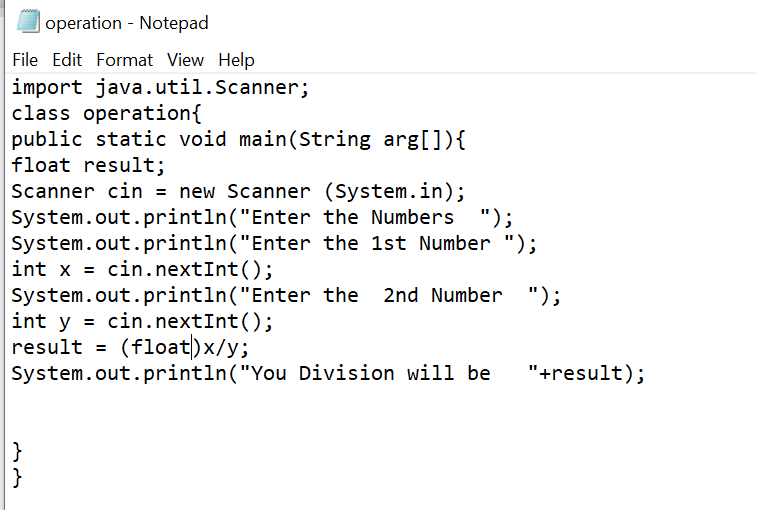 operation - Notepad
File Edit Format View Help
import java.util.Scanner;
class operation{
public static void main(String arg[]){
float result;
Scanner cin = new Scanner (System.in);
System.out.println("Enter the Numbers  ");
System.out.println("Enter the 1st Number ");
int x = cin.nextInt();
System.out.println("Enter the  2nd Number  ");
int y = cin.nextInt();
result = (float)x/y;
System.out.println("You Division will be   "+result);
}
}